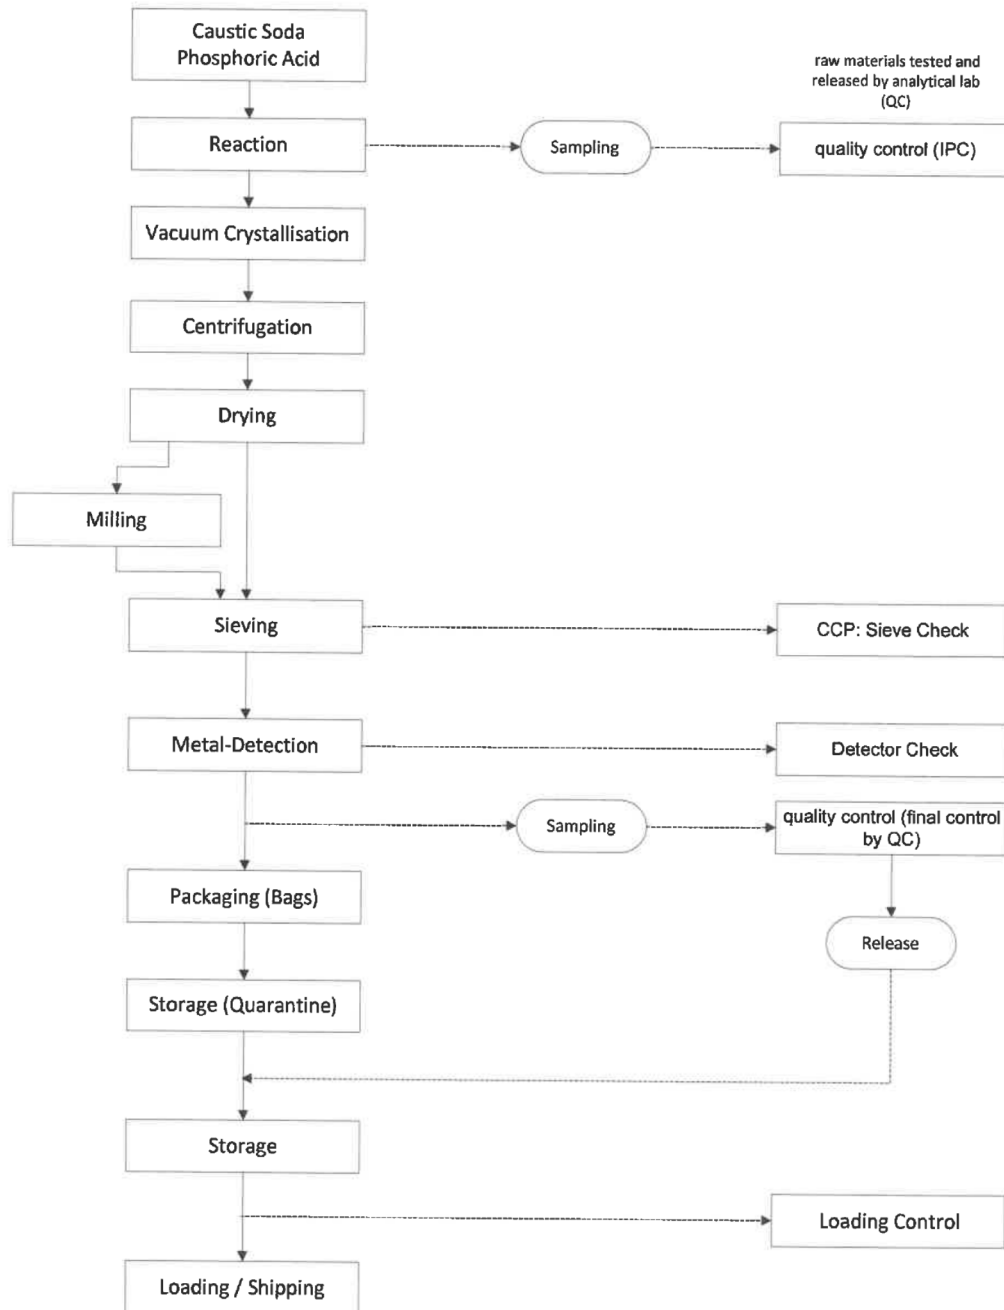 Caustic Soda
Phosphoric Acid
raw materials tested and
released by analytical lab
(QC)
Reaction
Sampling
quality control (IPC)
Vacuum Crystallisation
Centrifugation
Drying
Milling
Sieving
CCP: Sieve Check
Metal-Detection
Detector Check
Sampling
quality control (final control
by QC)
Packaging (Bags)
Release
Storage (Quarantine)
Storage
Loading Control
Loading / Shipping